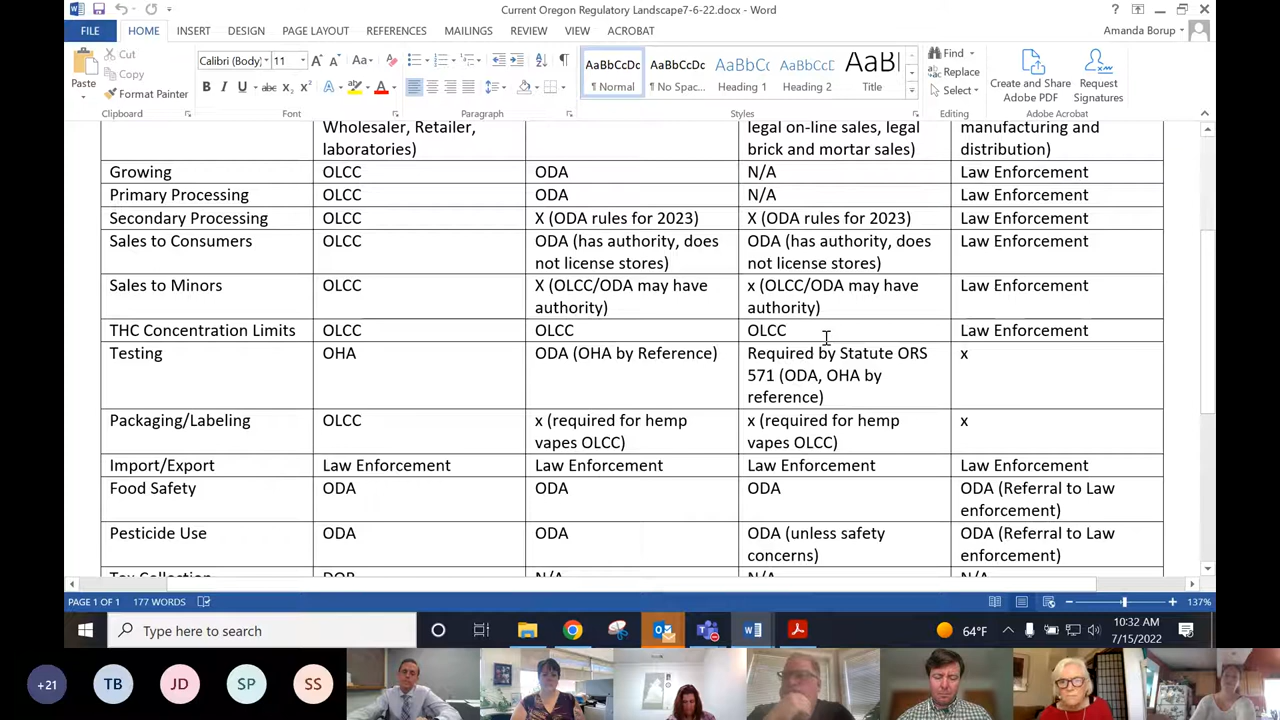 Current Oregon Regulatory Landscape7-6-22.docx - Word
FILE HOME INSERT DESIGN PAGE LAYOUT REFERENCES MAILINGS REVIEW VIEW ACROBAT Amanda Borup
Paste Cut Copy Format Painter
Calibri (Body) 11
AaBbCcDc AaBbCcDc AaBbCc AaBbCcC AaBl
¶ Normal ¶ No Spac... Heading 1 Heading 2 Title
Find Replace Select
Create and Share Adobe PDF
Request Signatures
Clipboard Font Paragraph Styles Editing Adobe Acrobat
Wholesaler, Retailer, laboratories)
legal on-line sales, legal brick and mortar sales)
manufacturing and distribution)
Growing OLCC ODA N/A Law Enforcement
Primary Processing OLCC ODA N/A Law Enforcement
Secondary Processing OLCC X (ODA rules for 2023) X (ODA rules for 2023) Law Enforcement
Sales to Consumers OLCC ODA (has authority, does not license stores) ODA (has authority, does not license stores) Law Enforcement
Sales to Minors OLCC X (OLCC/ODA may have authority) x (OLCC/ODA may have authority) Law Enforcement
THC Concentration Limits OLCC OLCC OLCC Law Enforcement
Testing OHA ODA (OHA by Reference) Required by Statute ORS 571 (ODA, OHA by reference) x
Packaging/Labeling OLCC x (required for hemp vapes OLCC) x (required for hemp vapes OLCC) x
Import/Export Law Enforcement Law Enforcement Law Enforcement Law Enforcement
Food Safety ODA ODA ODA ODA (Referral to Law enforcement)
Pesticide Use ODA ODA ODA (unless safety concerns) ODA (Referral to Law enforcement)
Tax Collection DOR N/A N/A N/A
PAGE 1 OF 1 177 WORDS 137%
Type here to search 64°F 10:32 AM
7/15/2022
+21 TB JD SP SS